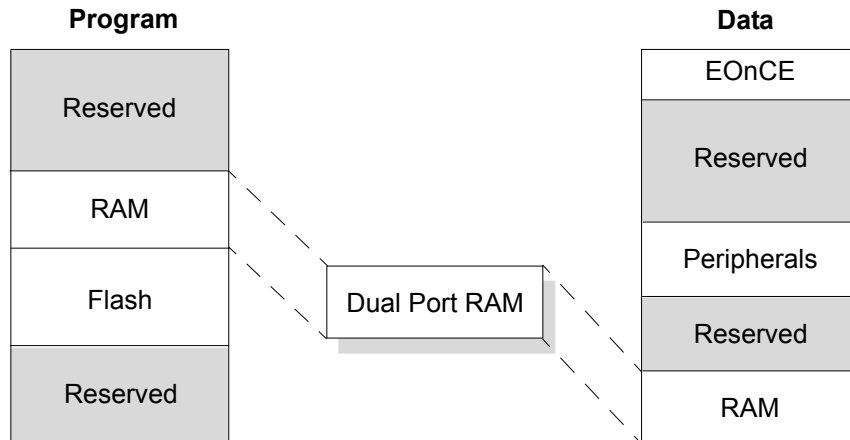 Program
Reserved
RAM
Flash
Reserved
Dual Port RAM
Data
EOnCE
Reserved
Peripherals
Reserved
RAM